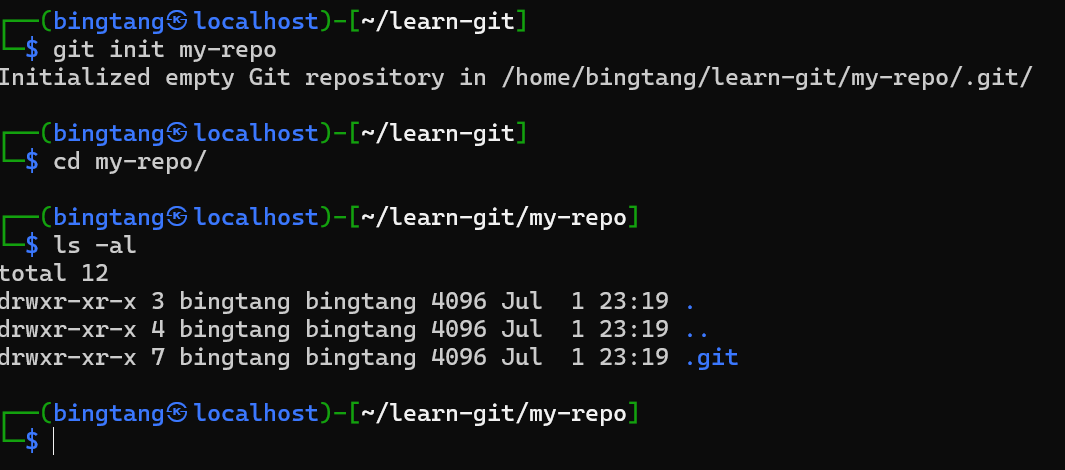 ┌──(bingtang㉿localhost)-[~/learn-git]
└─$ git init my-repo
Initialized empty Git repository in /home/bingtang/learn-git/my-repo/.git/
┌──(bingtang㉿localhost)-[~/learn-git]
└─$ cd my-repo/
┌──(bingtang㉿localhost)-[~/learn-git/my-repo]
└─$ ls -al
total 12
drwxr-xr-x 3 bingtang bingtang 4096 Jul  1 23:19 .
drwxr-xr-x 4 bingtang bingtang 4096 Jul  1 23:19 ..
drwxr-xr-x 7 bingtang bingtang 4096 Jul  1 23:19 .git
┌──(bingtang㉿localhost)-[~/learn-git/my-repo]
└─$